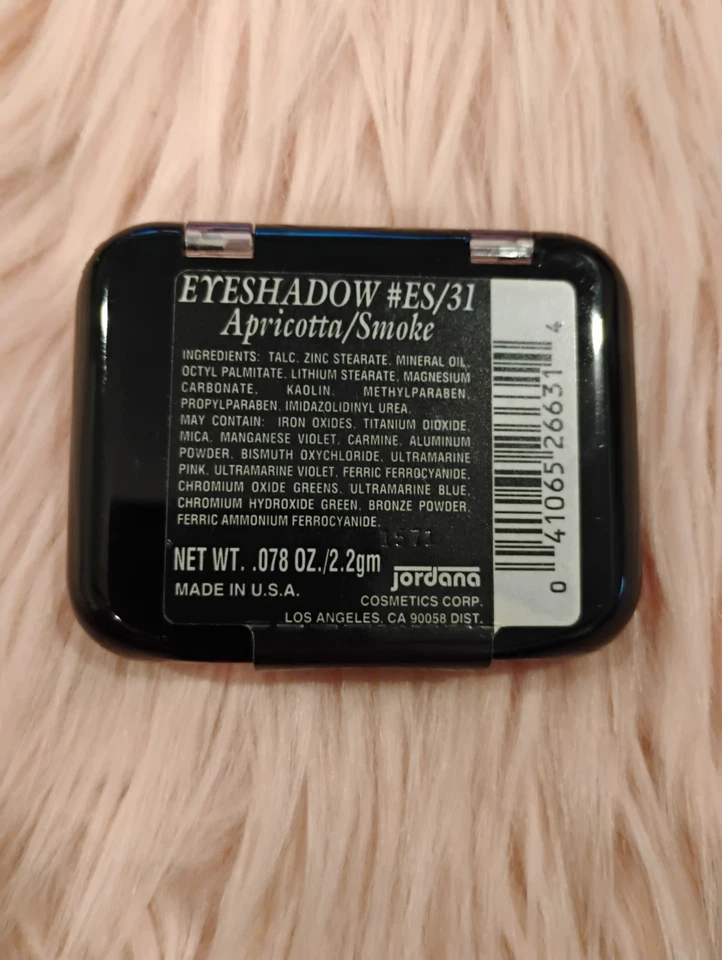 EYESHADOW #ES/31
Apricotta/Smoke
INGREDIENTS: TALC, ZINC STEARATE, MINERAL OIL,
OCTYL PALMITATE, LITHIUM STEARATE, MAGNESIUM
CARBONATE, KAOLIN, METHYLPARABEN,
PROPYLPARABEN, IMIDAZOLIDINYL UREA.
MAY CONTAIN: IRON OXIDES, TITANIUM DIOXIDE,
MICA, MANGANESE VIOLET, CARMINE, ALUMINUM
POWDER, BISMUTH OXYCHLORIDE, ULTRAMARINE
PINK, ULTRAMARINE VIOLET, FERRIC FERROCYANIDE,
CHROMIUM OXIDE GREENS, ULTRAMARINE BLUE,
CHROMIUM HYDROXIDE GREEN, BRONZE POWDER,
FERRIC AMMONIUM FERROCYANIDE.
1571
NET WT. .078 OZ./2.2gm
MADE IN U.S.A.
jordana
COSMETICS CORP.
LOS ANGELES, CA 90058 DIST.
0 41065 26631 4